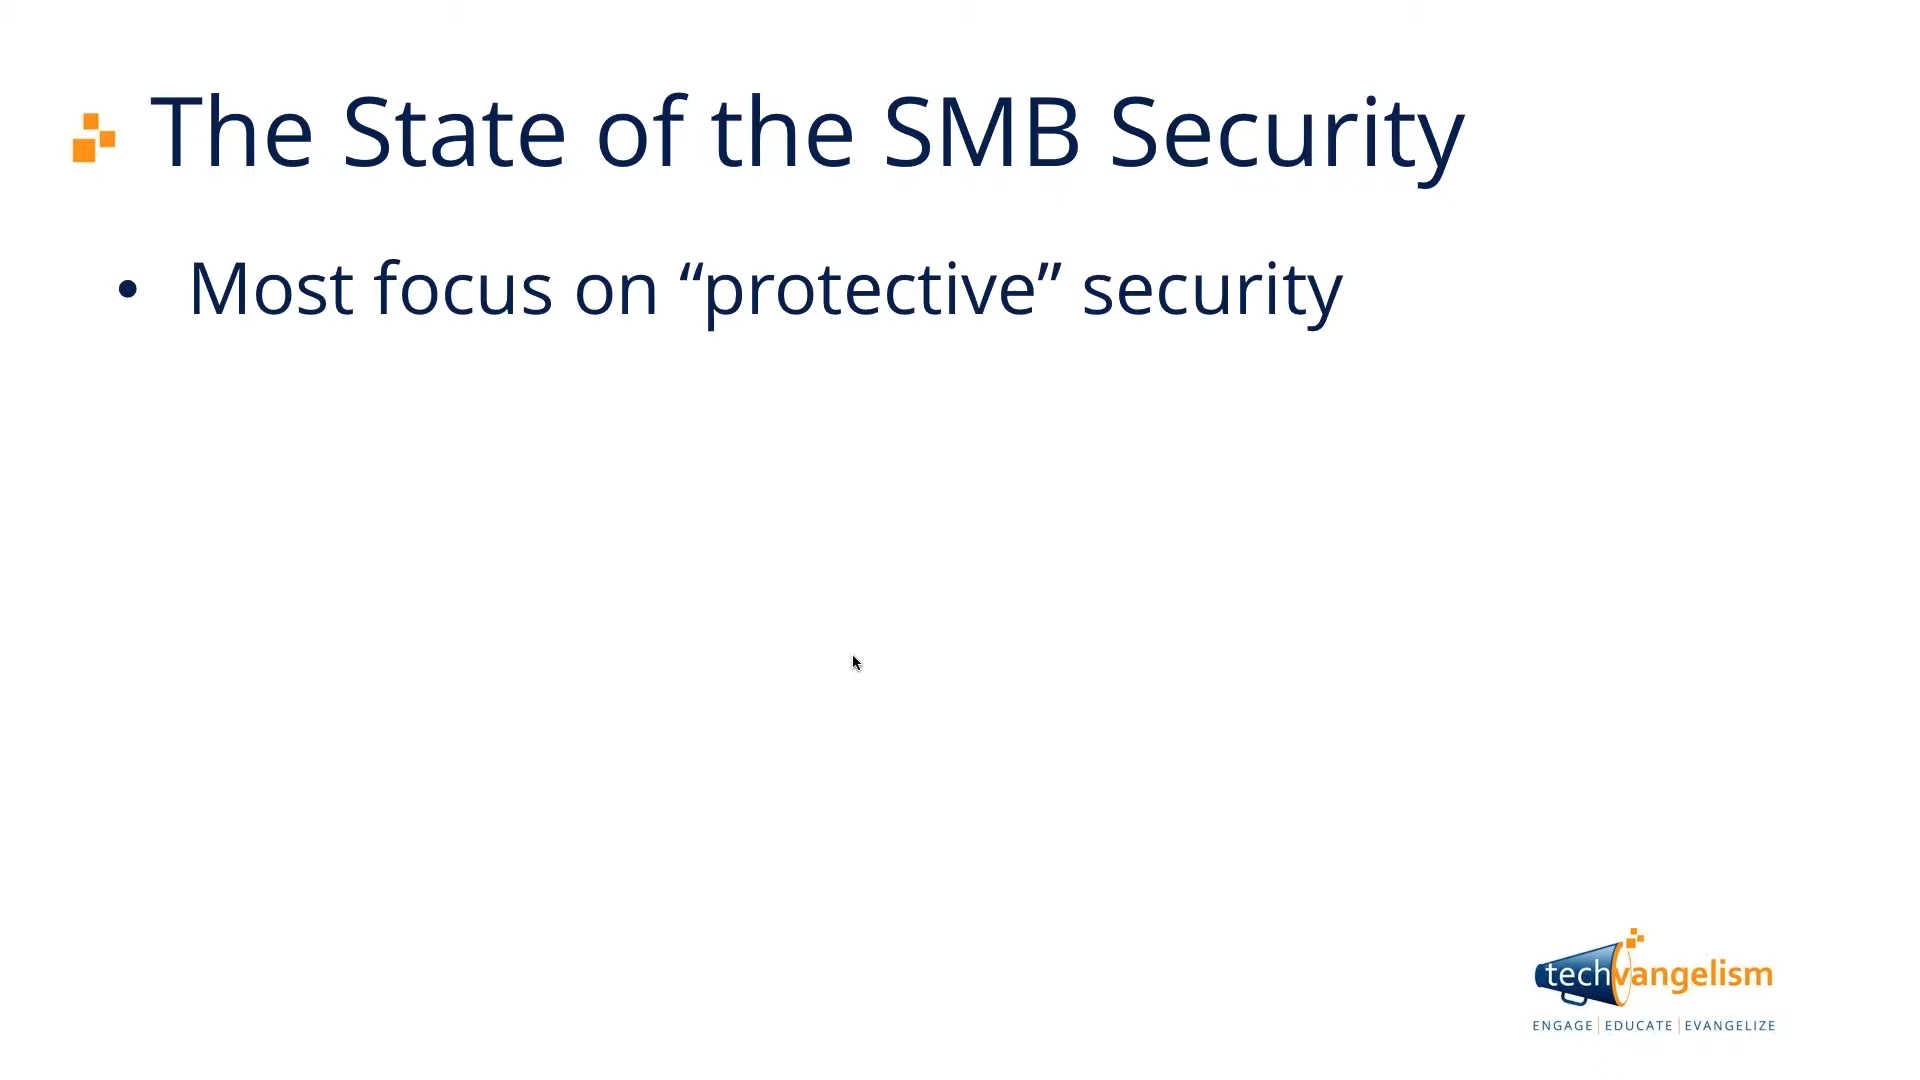 The State of the SMB Security
• Most focus on “protective” security
techvangelism
ENGAGE | EDUCATE | EVANGELIZE